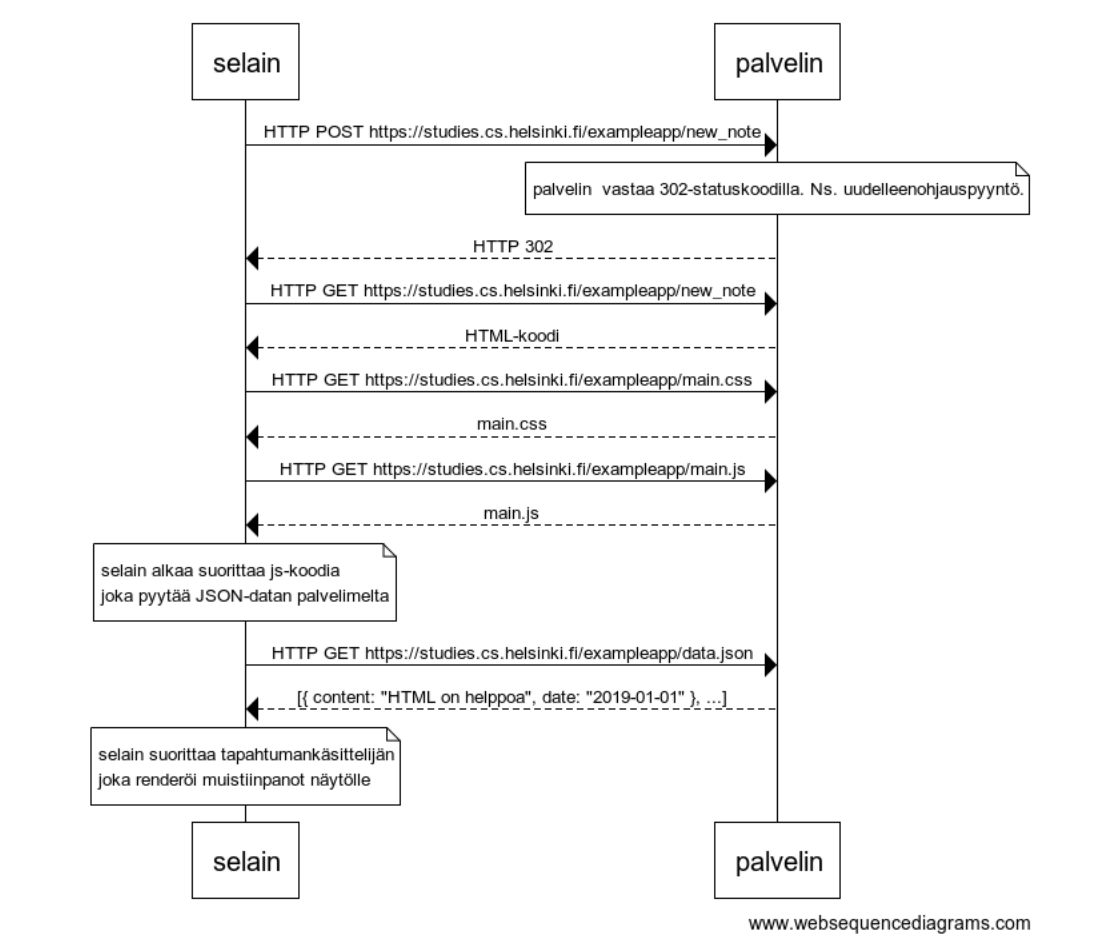 selain palvelin
HTTP POST https://studies.cs.helsinki.fi/exampleapp/new_note
palvelin  vastaa 302-statuskoodilla. Ns. uudelleenohjauspyyntö.
HTTP 302
HTTP GET https://studies.cs.helsinki.fi/exampleapp/new_note
HTML-koodi
HTTP GET https://studies.cs.helsinki.fi/exampleapp/main.css
main.css
HTTP GET https://studies.cs.helsinki.fi/exampleapp/main.js
main.js
selain alkaa suorittaa js-koodia
joka pyytää JSON-datan palvelimelta
HTTP GET https://studies.cs.helsinki.fi/exampleapp/data.json
[{ content: "HTML on helppoa", date: "2019-01-01" }, ...]
selain suorittaa tapahtumankäsittelijän
joka renderöi muistiinpanot näytölle
selain palvelin
www.websequencediagrams.com